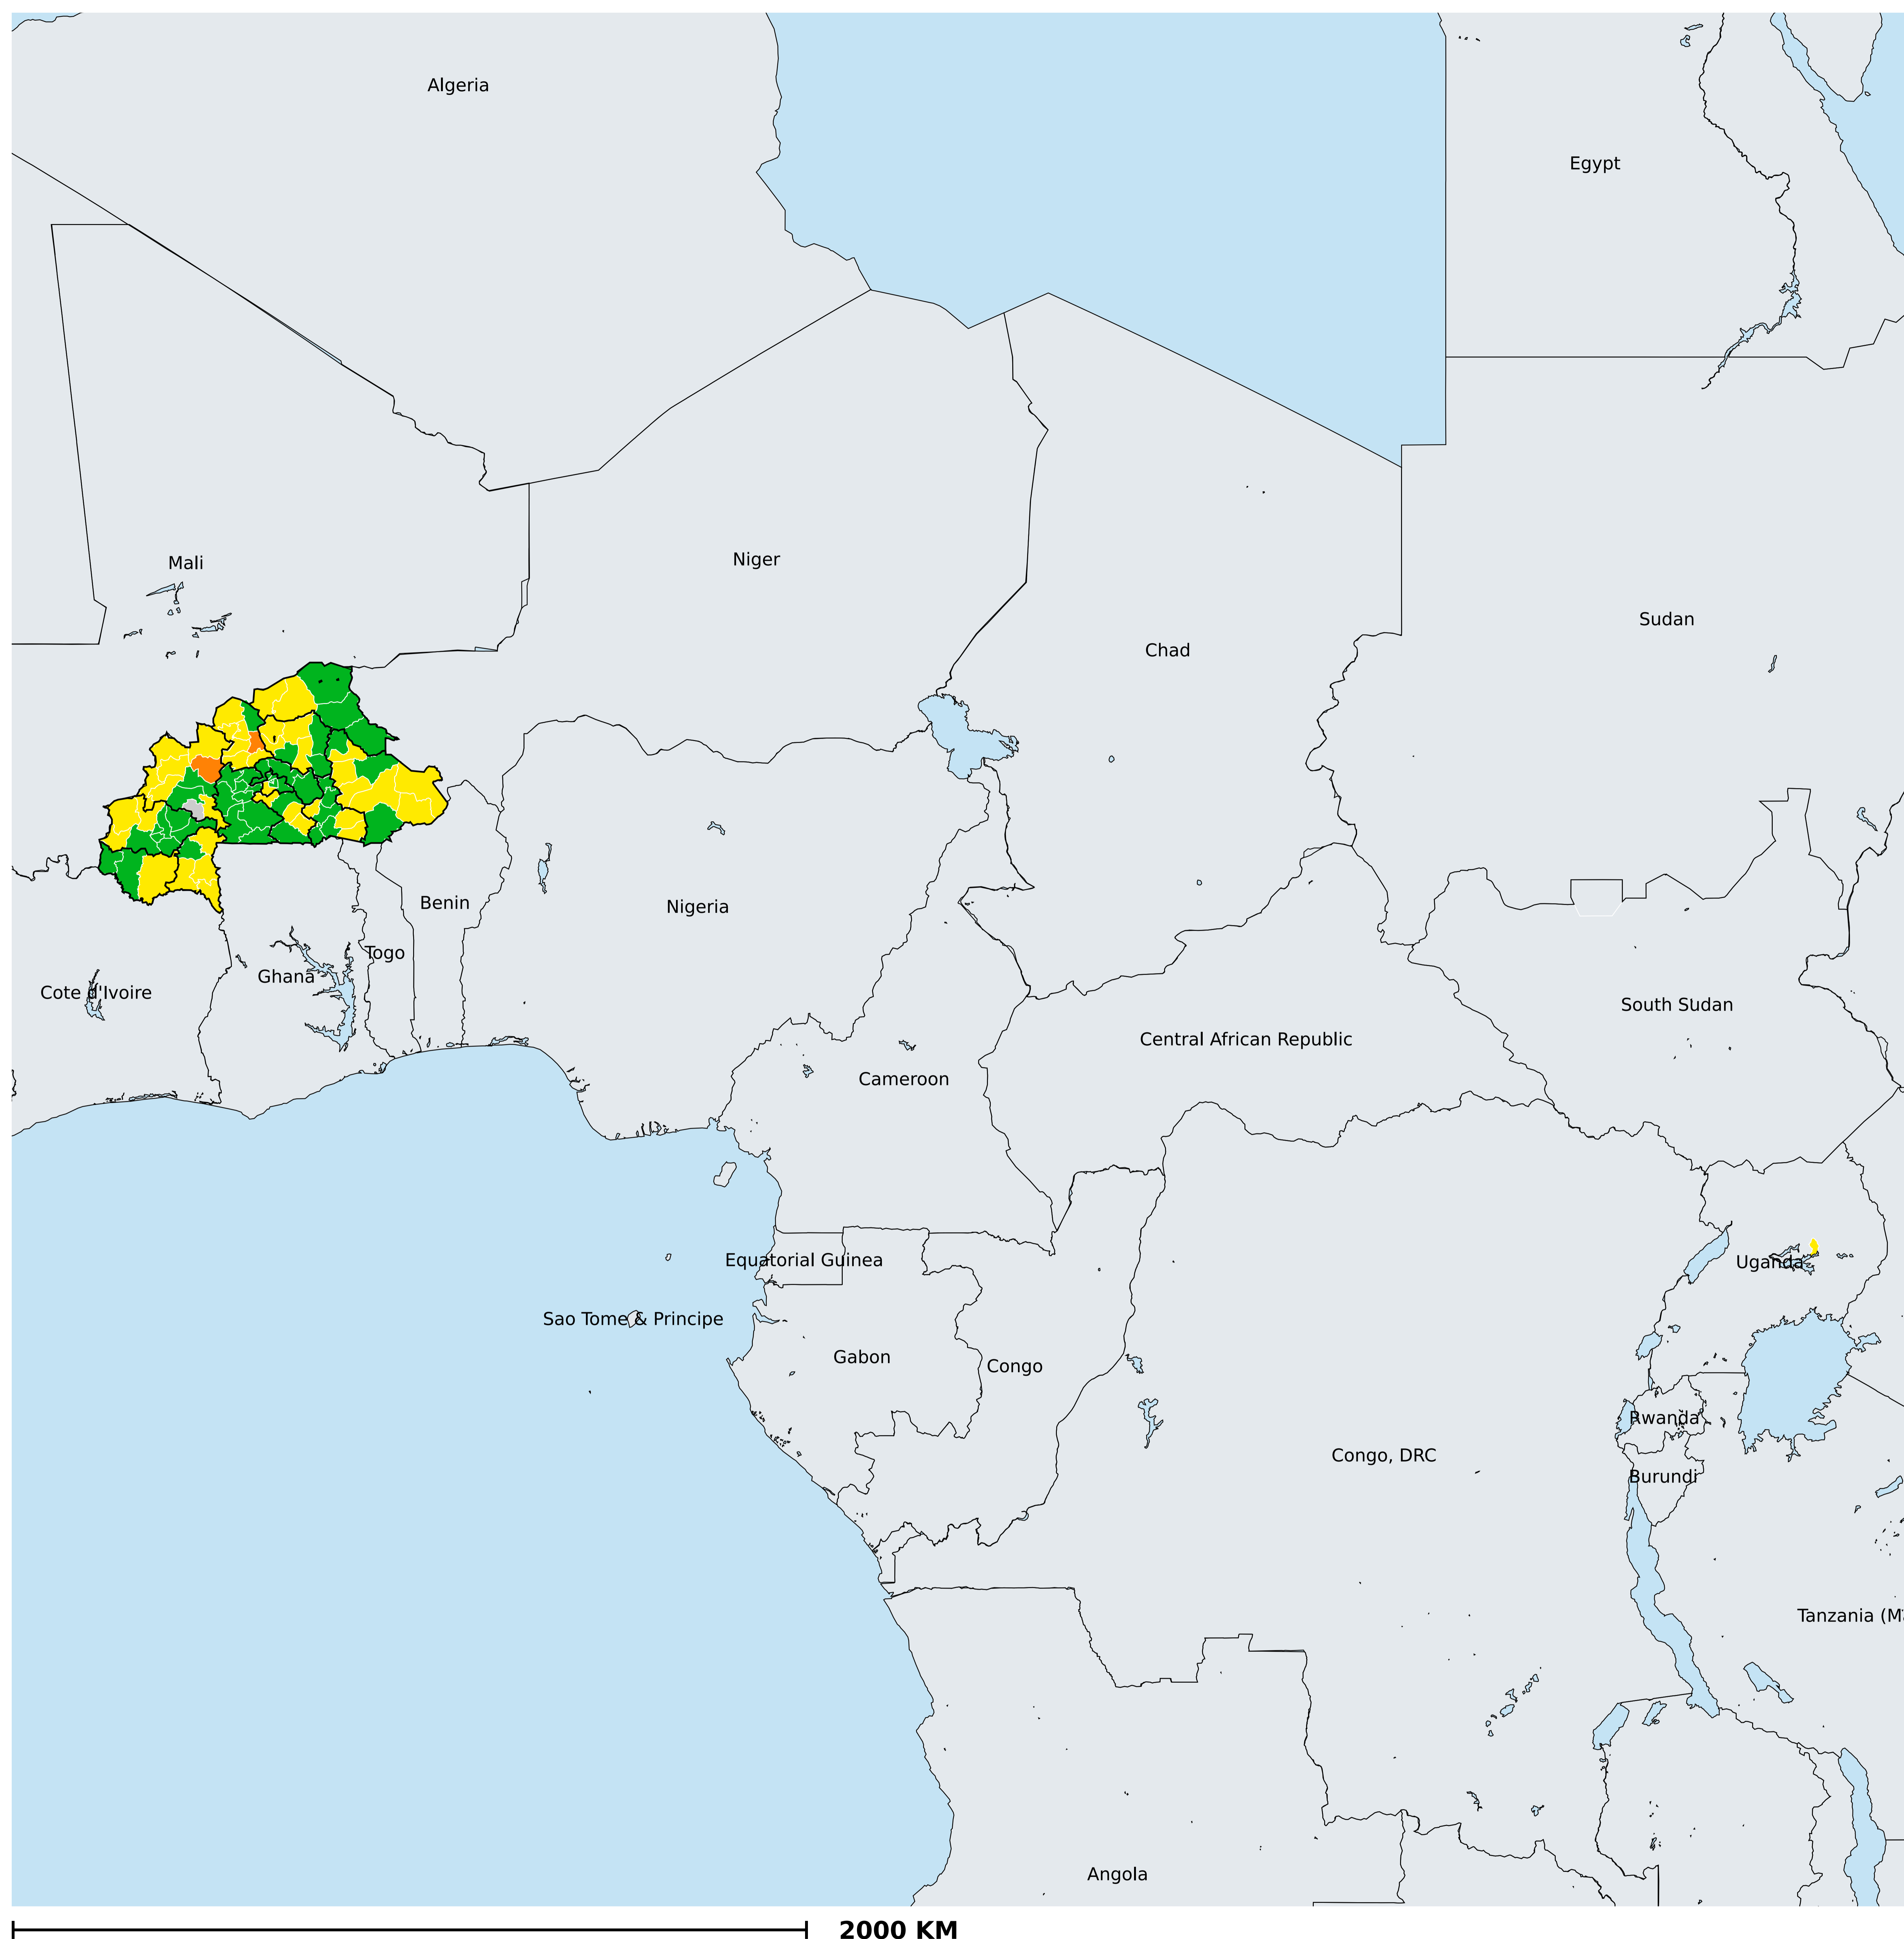 Algeria
Egypt
Mali
Niger
Sudan
Chad
Benin
Nigeria
Togo
Ghana
Cote d'Ivoire
South Sudan
Central African Republic
Cameroon
Equatorial Guinea
Uganda
Sao Tome & Principe
Gabon
Congo
Rwanda
Congo, DRC
Burundi
Tanzania (M
Angola
2000 KM